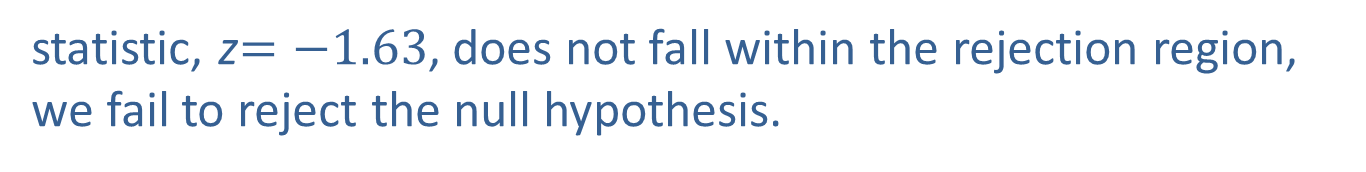 statistic, z= −1.63, does not fall within the rejection region,
we fail to reject the null hypothesis.